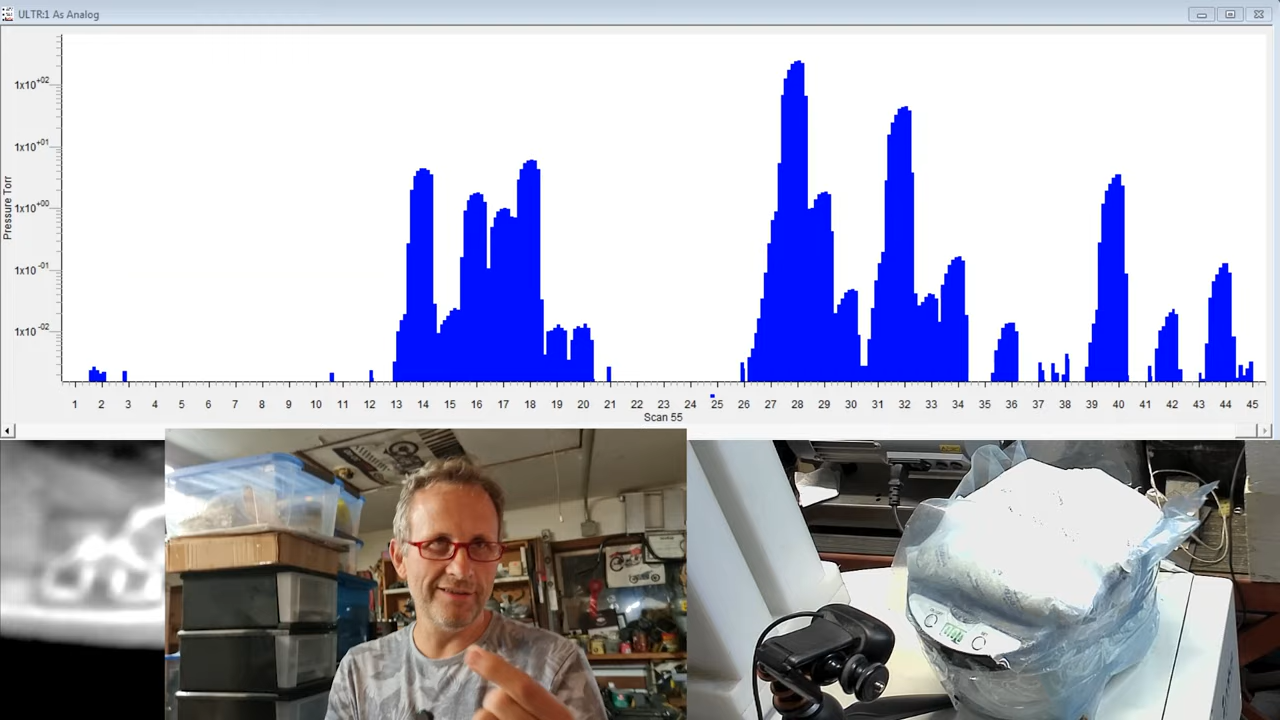 ULTR:1 As Analog
1x10+02
1x10+01
Pressure Torr
1x10+00
1x10-01
1x10-02
1 2 3 4 5 6 7 8 9 10 11 12 13 14 15 16 17 18 19 20 21 22 23 24 25 26 27 28 29 30 31 32 33 34 35 36 37 38 39 40 41 42 43 44 45
Scan 55